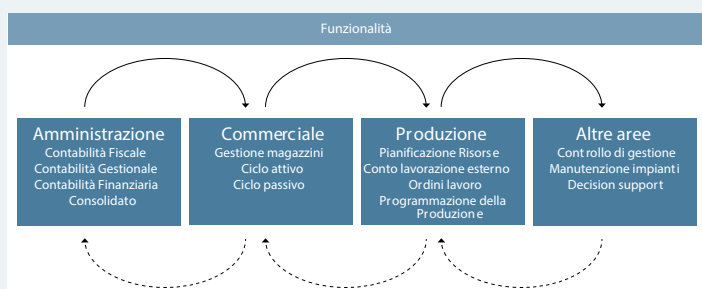 Funzionalità
Amministrazione
Contabilità Fiscale
Contabilità Gestionale
Contabilità Finanziaria
Consolidato
Commerciale
Gestione magazzini
Ciclo attivo
Ciclo passivo
Produzione
Pianificazione Risorse
Conto lavorazione esterno
Ordini lavoro
Programmazione della
Produzione
Altre aree
Controllo di gestione
Manutenzione impianti
Decision support